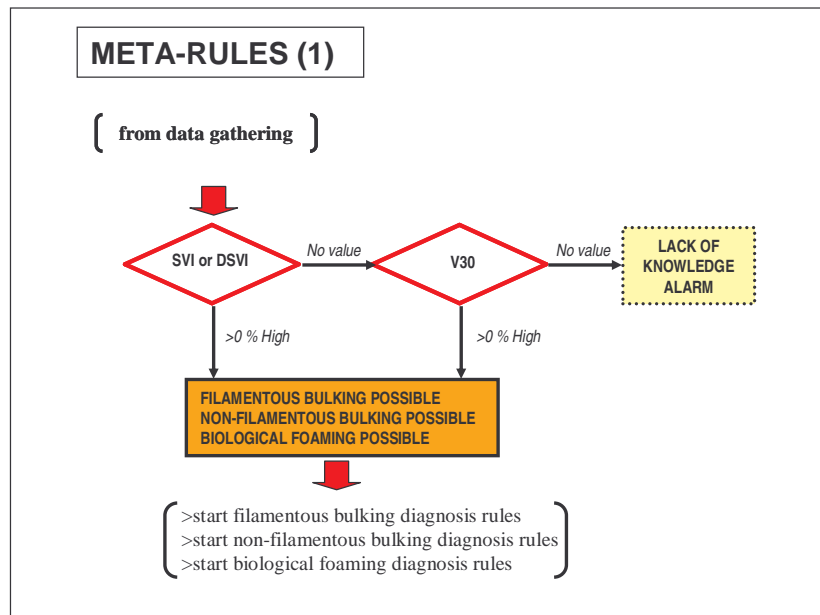 META-RULES (1)
from data gathering
SVI or DSVI
No value
V30
No value
LACK OF
KNOWLEDGE
ALARM
>0 % High
>0 % High
FILAMENTOUS BULKING POSSIBLE
NON-FILAMENTOUS BULKING POSSIBLE
BIOLOGICAL FOAMING POSSIBLE
>start filamentous bulking diagnosis rules
>start non-filamentous bulking diagnosis rules
>start biological foaming diagnosis rules